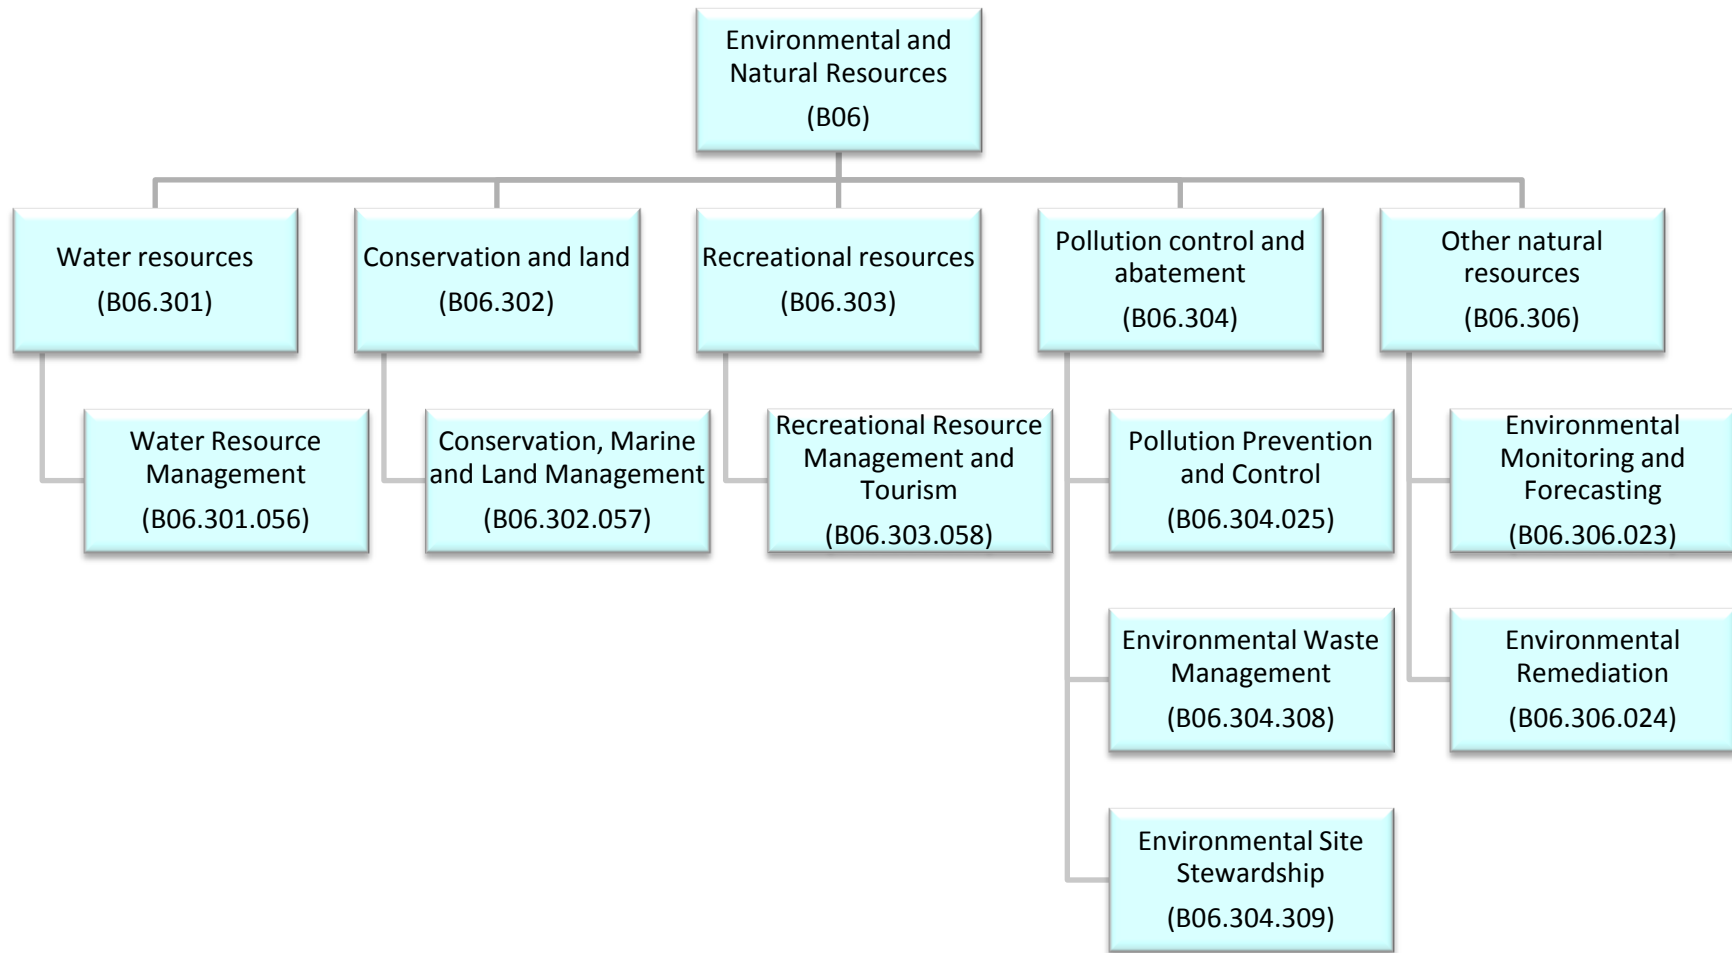 Environmental and
Natural Resources
(B06)
Water resources
(B06.301)
Conservation and land
(B06.302)
Recreational resources
(B06.303)
Pollution control and
abatement
(B06.304)
Other natural
resources
(B06.306)
Water Resource
Management
(B06.301.056)
Conservation, Marine
and Land Management
(B06.302.057)
Recreational Resource
Management and
Tourism
(B06.303.058)
Pollution Prevention
and Control
(B06.304.025)
Environmental
Monitoring and
Forecasting
(B06.306.023)
Environmental Waste
Management
(B06.304.308)
Environmental
Remediation
(B06.306.024)
Environmental Site
Stewardship
(B06.304.309)